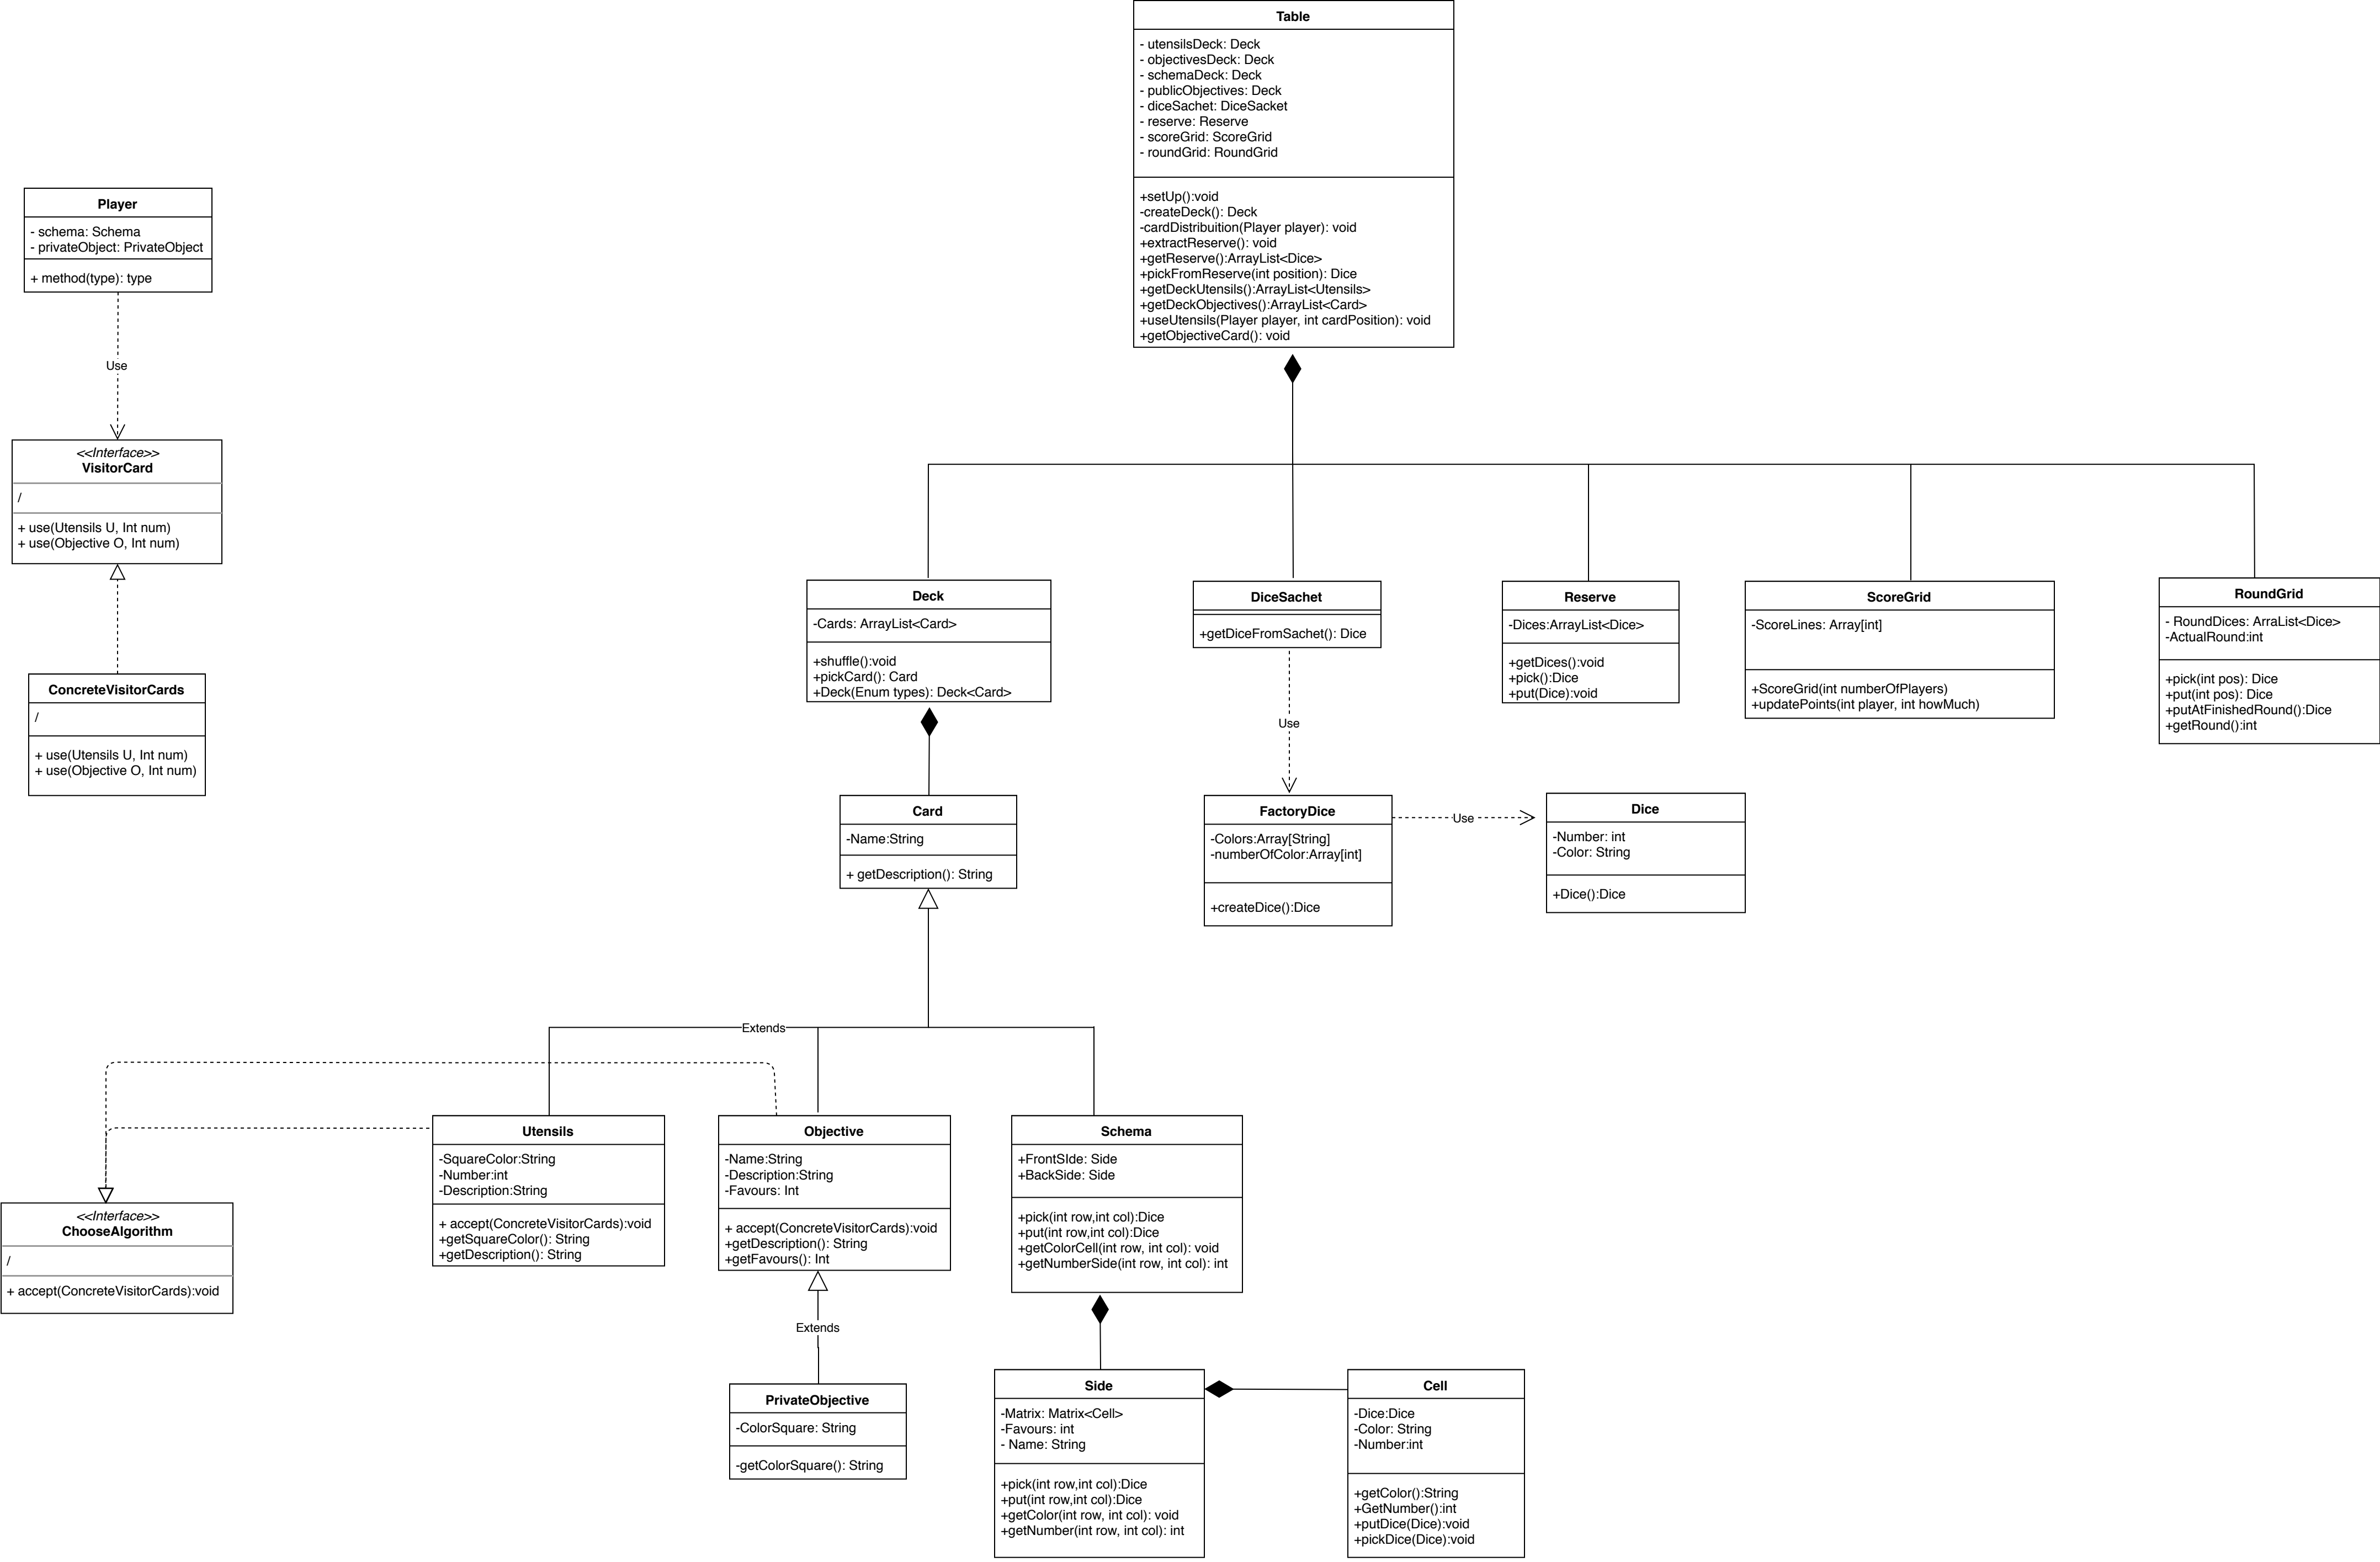 Table
- utensilsDeck: Deck
- objectivesDeck: Deck
- schemaDeck: Deck
- publicObjectives: Deck
- diceSachet: DiceSacket
- reserve: Reserve
- scoreGrid: ScoreGrid
- roundGrid: RoundGrid
+setUp():void
-createDeck(): Deck
-cardDistribuition(Player player): void
+extractReserve(): void
+getReserve():ArrayList<Dice>
+pickFromReserve(int position): Dice
+getDeckUtensils():ArrayList<Utensils>
+getDeckObjectives():ArrayList<Card>
+useUtensils(Player player, int cardPosition): void
+getObjectiveCard(): void
Player
- schema: Schema
- privateObject: PrivateObject
+ method(type): type
Use
<<Interface>>
VisitorCard
/
+ use(Utensils U, Int num)
+ use(Objective O, Int num)
ConcreteVisitorCards
/
+ use(Utensils U, Int num)
+ use(Objective O, Int num)
Deck
-Cards: ArrayList<Card>
+shuffle():void
+pickCard(): Card
+Deck(Enum types): Deck<Card>
DiceSachet
+getDiceFromSachet(): Dice
Reserve
-Dices:ArrayList<Dice>
+getDices():void
+pick():Dice
+put(Dice):void
ScoreGrid
-ScoreLines: Array[int]
+ScoreGrid(int numberOfPlayers)
+updatePoints(int player, int howMuch)
RoundGrid
- RoundDices: ArraList<Dice>
-ActualRound:int
+pick(int pos): Dice
+put(int pos): Dice
+putAtFinishedRound():Dice
+getRound():int
Use
Card
-Name:String
+ getDescription(): String
FactoryDice
-Colors:Array[String]
-numberOfColor:Array[int]
+createDice():Dice
Use
Dice
-Number: int
-Color: String
+Dice():Dice
Extends
Utensils
-SquareColor:String
-Number:int
-Description:String
+ accept(ConcreteVisitorCards):void
+getSquareColor(): String
+getDescription(): String
Objective
-Name:String
-Description:String
-Favours: Int
+ accept(ConcreteVisitorCards):void
+getDescription(): String
+getFavours(): Int
Schema
+FrontSIde: Side
+BackSide: Side
+pick(int row,int col):Dice
+put(int row,int col):Dice
+getColorCell(int row, int col): void
+getNumberSide(int row, int col): int
<<Interface>>
ChooseAlgorithm
/
+ accept(ConcreteVisitorCards):void
Extends
PrivateObjective
-ColorSquare: String
-getColorSquare(): String
Side
-Matrix: Matrix<Cell>
-Favours: int
- Name: String
+pick(int row,int col):Dice
+put(int row,int col):Dice
+getColor(int row, int col): void
+getNumber(int row, int col): int
Cell
-Dice:Dice
-Color: String
-Number:int
+getColor():String
+GetNumber():int
+putDice(Dice):void
+pickDice(Dice):void